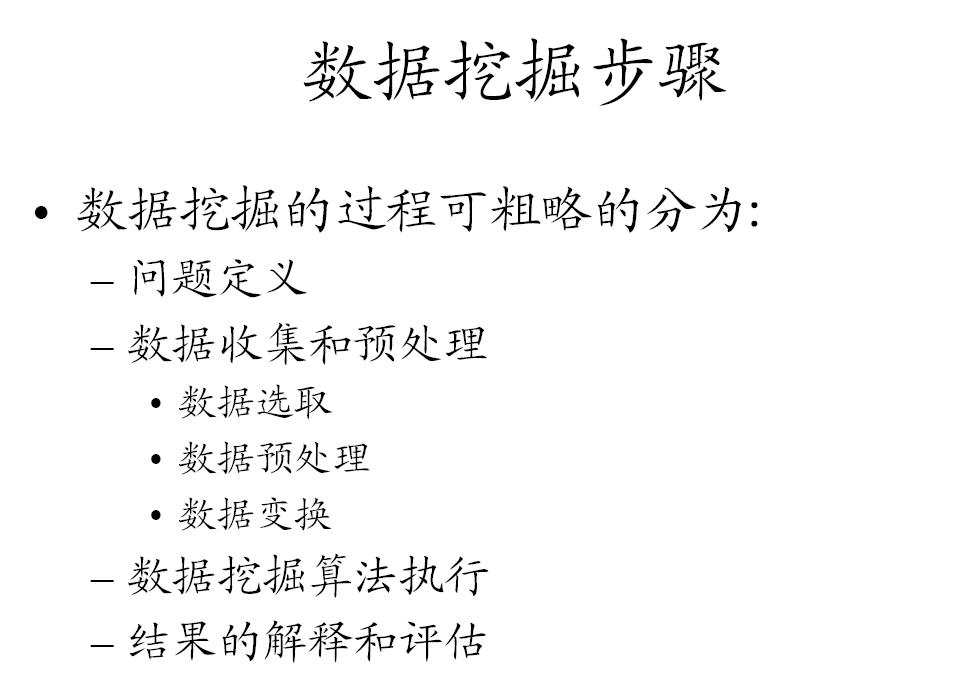 数据挖掘步骤
• 数据挖掘的过程可粗略的分为:
– 问题定义
– 数据收集和预处理
• 数据选取
• 数据预处理
• 数据变换
– 数据挖掘算法执行
– 结果的解释和评估